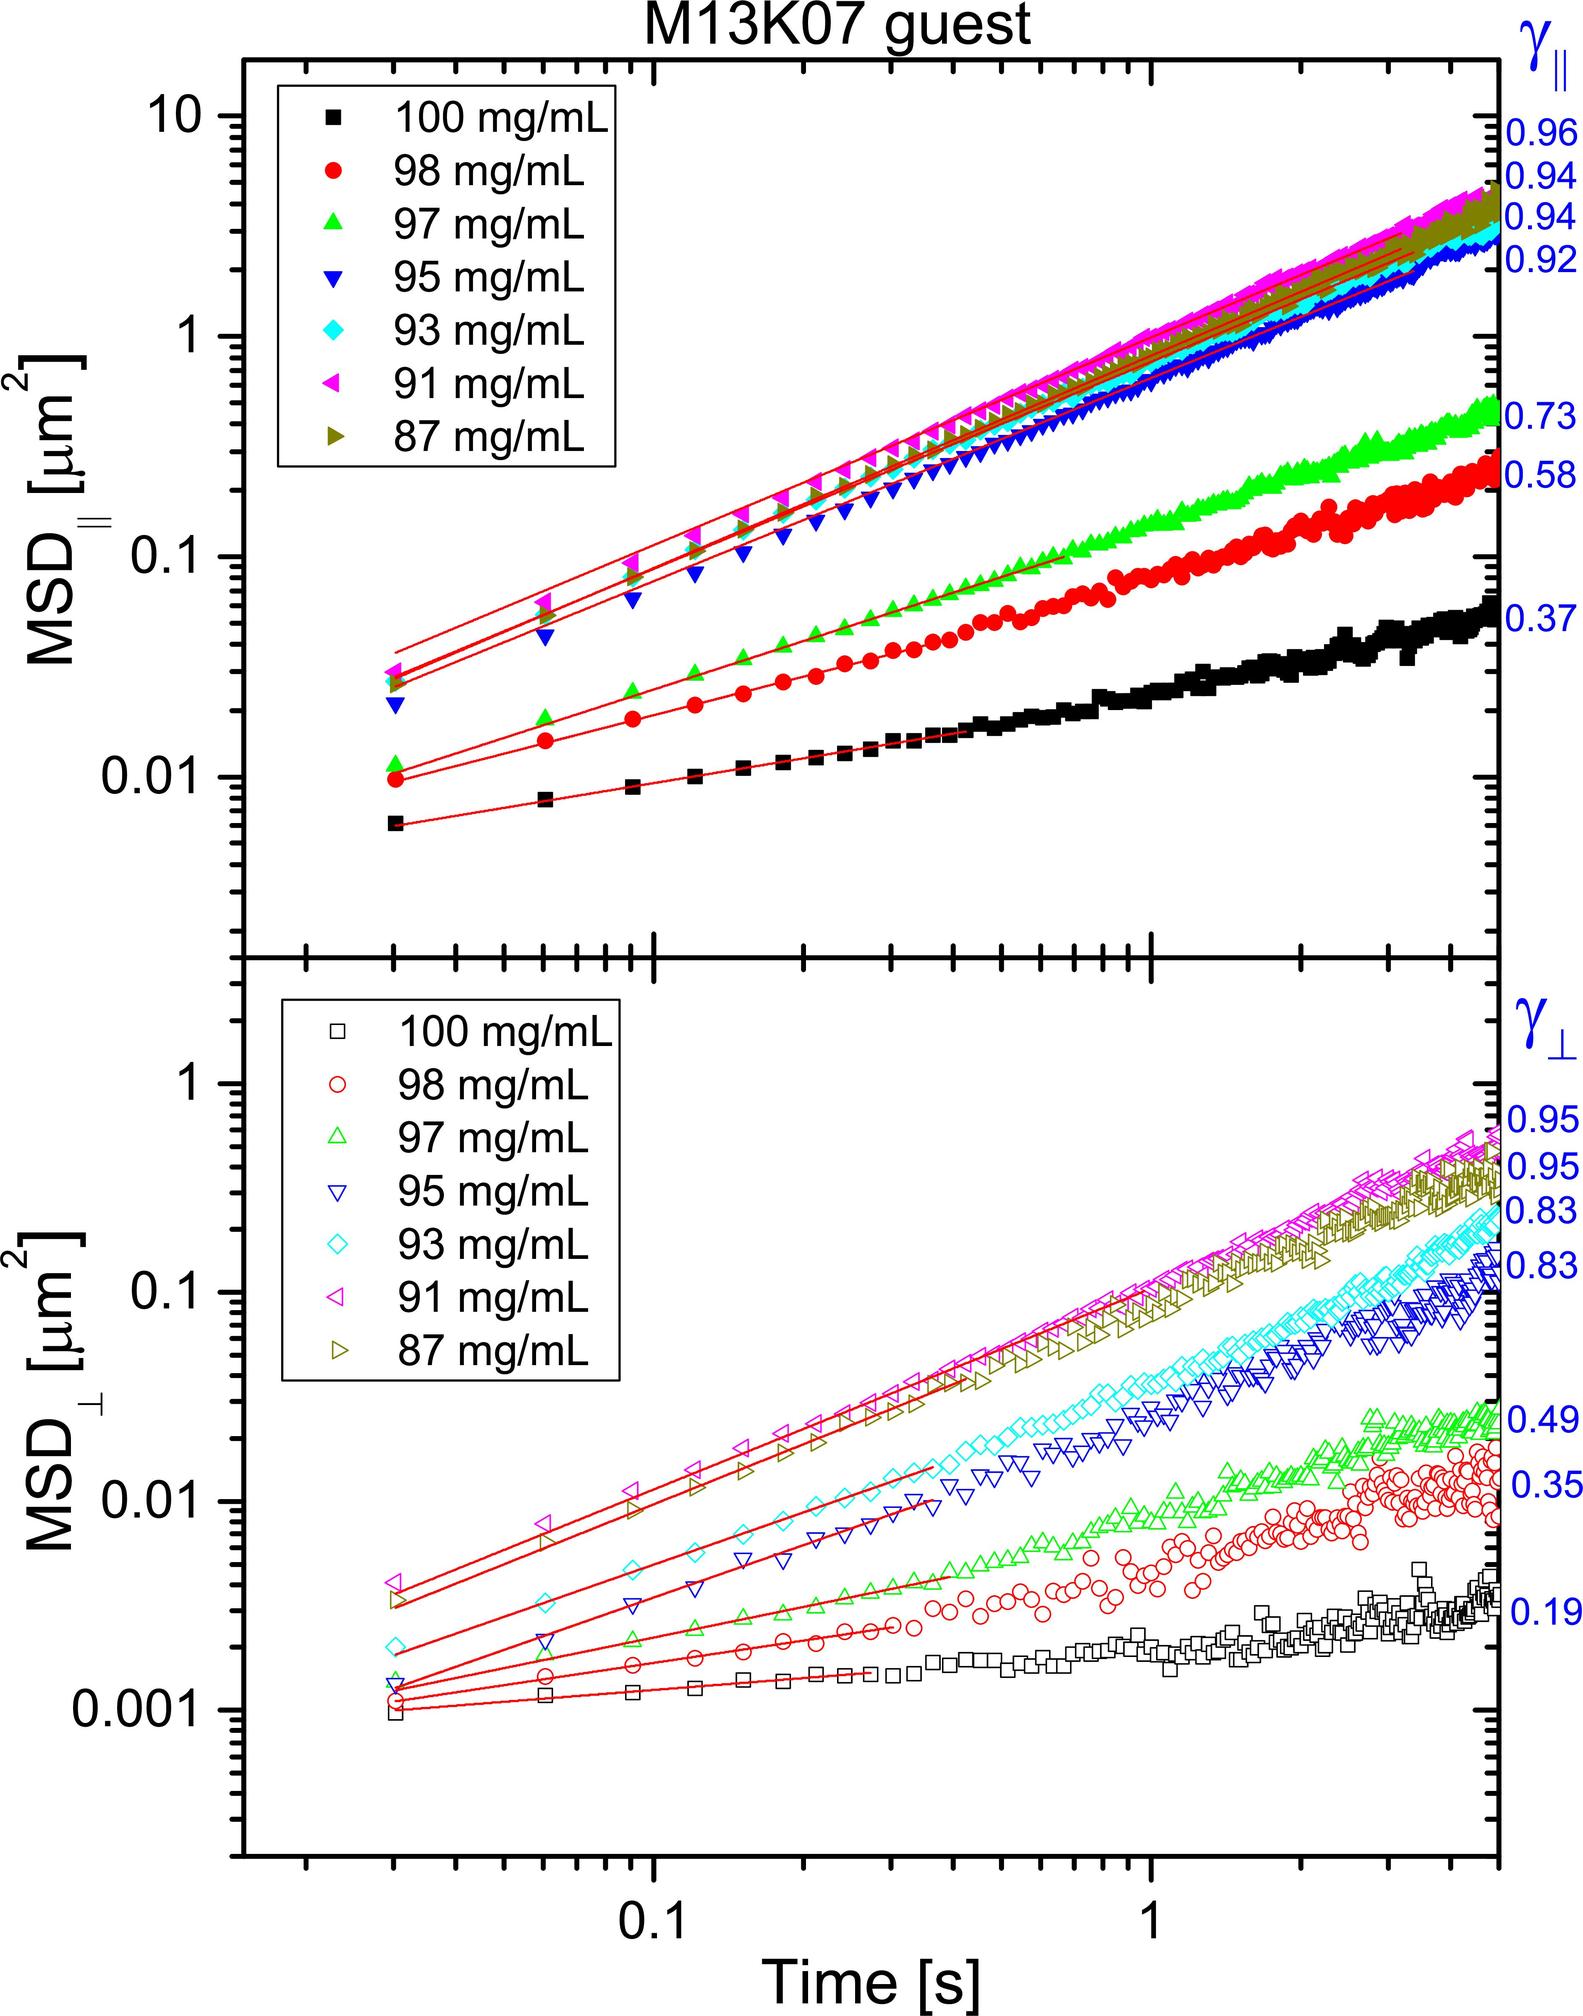 M13K07 guest
γ∥
10
1
0.1
0.01
MSD∥ [μm²]
100 mg/mL
98 mg/mL
97 mg/mL
95 mg/mL
93 mg/mL
91 mg/mL
87 mg/mL
0.96
0.94
0.94
0.92
0.73
0.58
0.37
γ⊥
1
0.1
0.01
0.001
MSD⊥ [μm²]
100 mg/mL
98 mg/mL
97 mg/mL
95 mg/mL
93 mg/mL
91 mg/mL
87 mg/mL
0.95
0.95
0.83
0.83
0.49
0.35
0.19
0.1 1
Time [s]